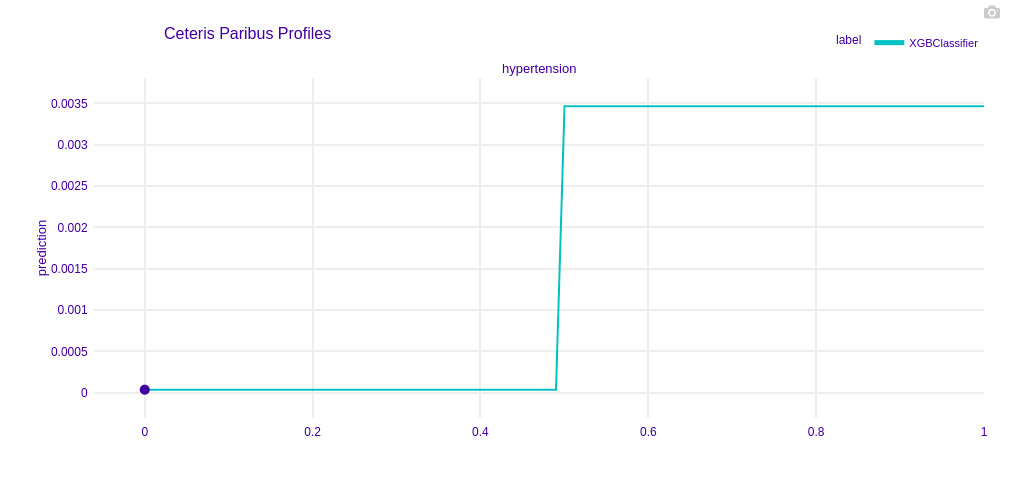 Ceteris Paribus Profiles
label
XGBClassifier
hypertension
0.0035
0.003
0.0025
0.002
0.0015
0.001
0.0005
0
prediction
0 0.2 0.4 0.6 0.8 1